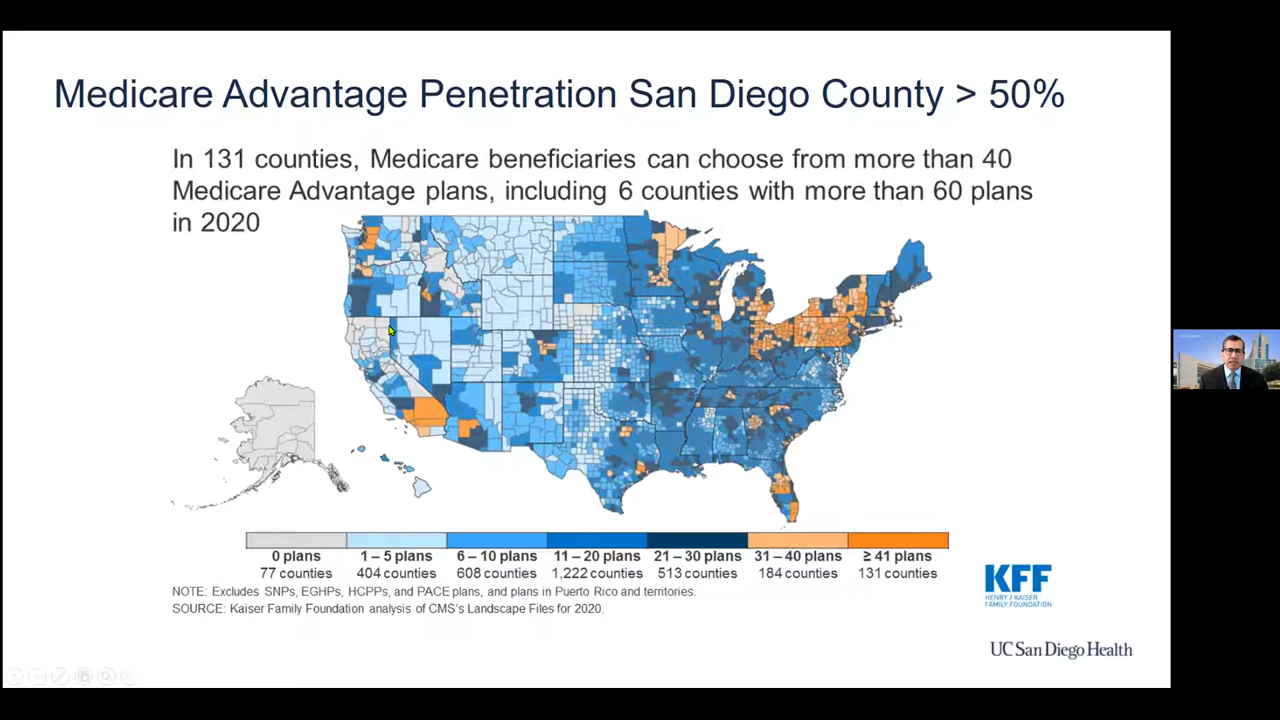 Medicare Advantage Penetration San Diego County > 50%
In 131 counties, Medicare beneficiaries can choose from more than 40
Medicare Advantage plans, including 6 counties with more than 60 plans
in 2020
0 plans 1 – 5 plans 6 – 10 plans 11 – 20 plans 21 – 30 plans 31 – 40 plans ≥ 41 plans
77 counties 404 counties 608 counties 1,222 counties 513 counties 184 counties 131 counties
NOTE: Excludes SNPs, EGHPs, HCPPs, and PACE plans, and plans in Puerto Rico and territories.
SOURCE: Kaiser Family Foundation analysis of CMS's Landscape Files for 2020.
KFF
HENRY J KAISER
FAMILY FOUNDATION
UC San Diego Health